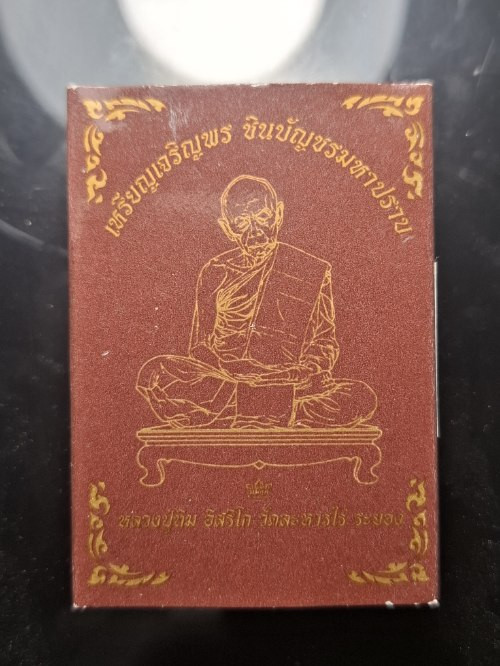 เหรียญเจริญพร ชินบัญชรมหาปราบ
หลวงปู่ทิม อิสริโก วัดละหารไร่ ระยอง